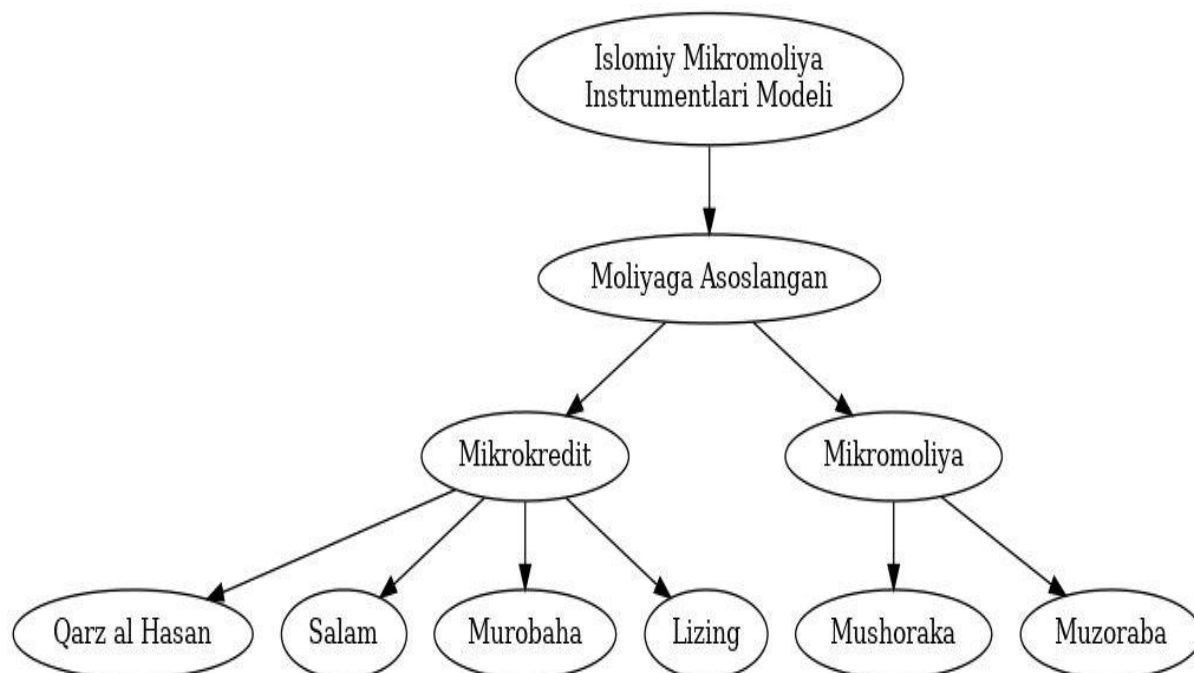 Islomiy Mikromoliya
Instrumentlari Modeli
Moliyaga Asoslangan
Mikrokredit
Mikromoliya
Qarz al Hasan
Salam
Murobaha
Lizing
Mushoraka
Muzoraba